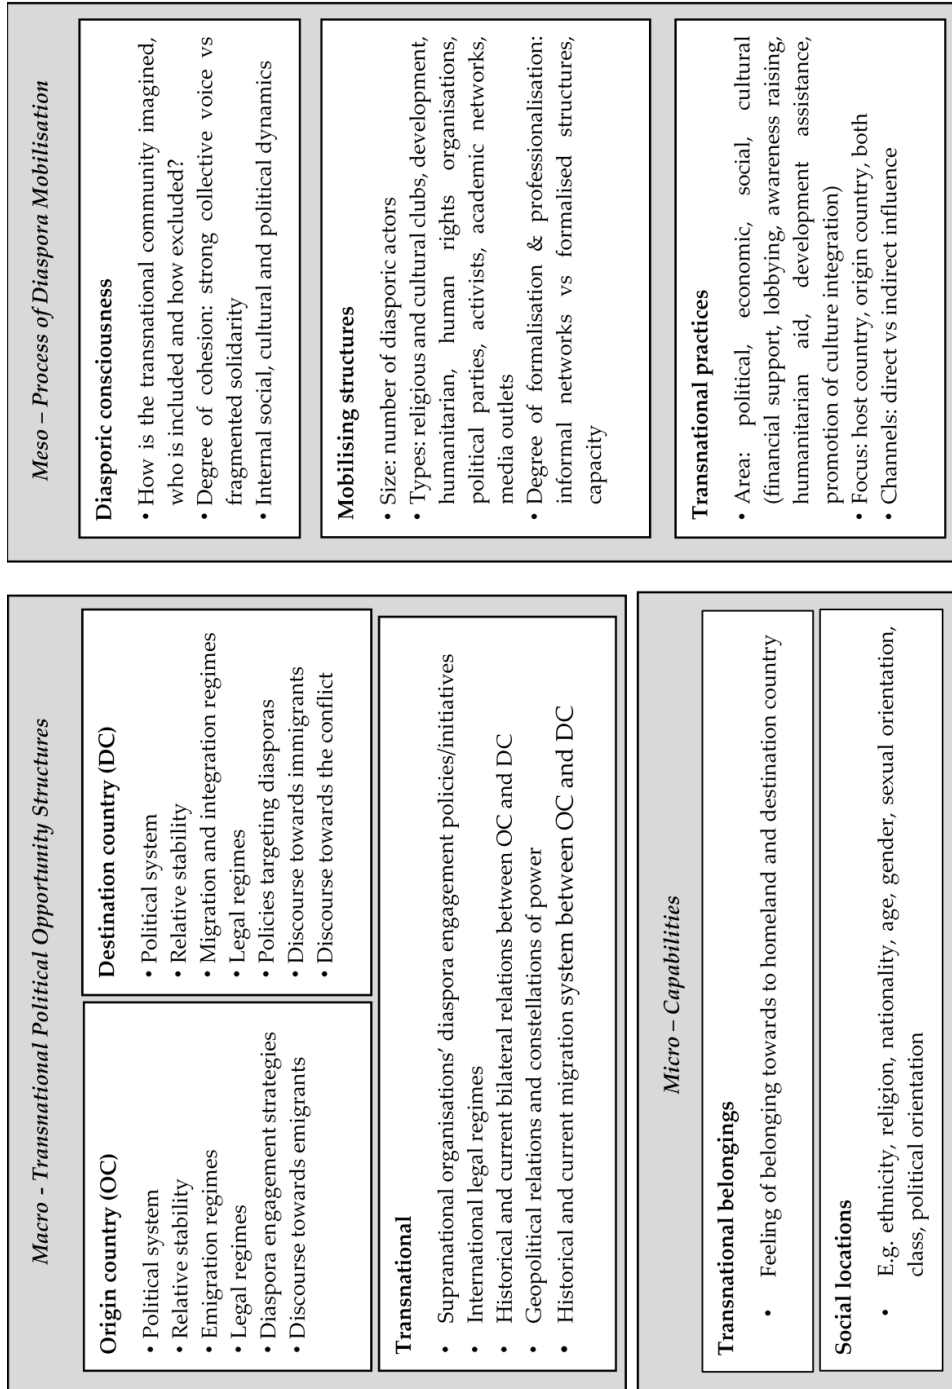 Macro - Transnational Political Opportunity Structures
Origin country (OC)
• Political system
• Relative stability
• Emigration regimes
• Legal regimes
• Diaspora engagement strategies
• Discourse towards emigrants
Destination country (DC)
• Political system
• Relative stability
• Migration and integration regimes
• Legal regimes
• Policies targeting diasporas
• Discourse towards immigrants
• Discourse towards the conflict
Transnational
• Supranational organisations' diaspora engagement policies/initiatives
• International legal regimes
• Historical and current bilateral relations between OC and DC
• Geopolitical relations and constellations of power
• Historical and current migration system between OC and DC
Micro – Capabilities
Transnational belongings
• Feeling of belonging towards to homeland and destination country
Social locations
• E.g. ethnicity, religion, nationality, age, gender, sexual orientation,
class, political orientation
Meso – Process of Diaspora Mobilisation
Diasporic consciousness
• How is the transnational community imagined,
who is included and how excluded?
• Degree of cohesion: strong collective voice vs
fragmented solidarity
• Internal social, cultural and political dynamics
Mobilising structures
• Size: number of diasporic actors
• Types: religious and cultural clubs, development,
humanitarian, human rights organisations,
political parties, activists, academic networks,
media outlets
• Degree of formalisation & professionalisation:
informal networks vs formalised structures,
capacity
Transnational practices
• Area: political, economic, social, cultural
(financial support, lobbying, awareness raising,
humanitarian aid, development assistance,
promotion of culture integration)
• Focus: host country, origin country, both
• Channels: direct vs indirect influence